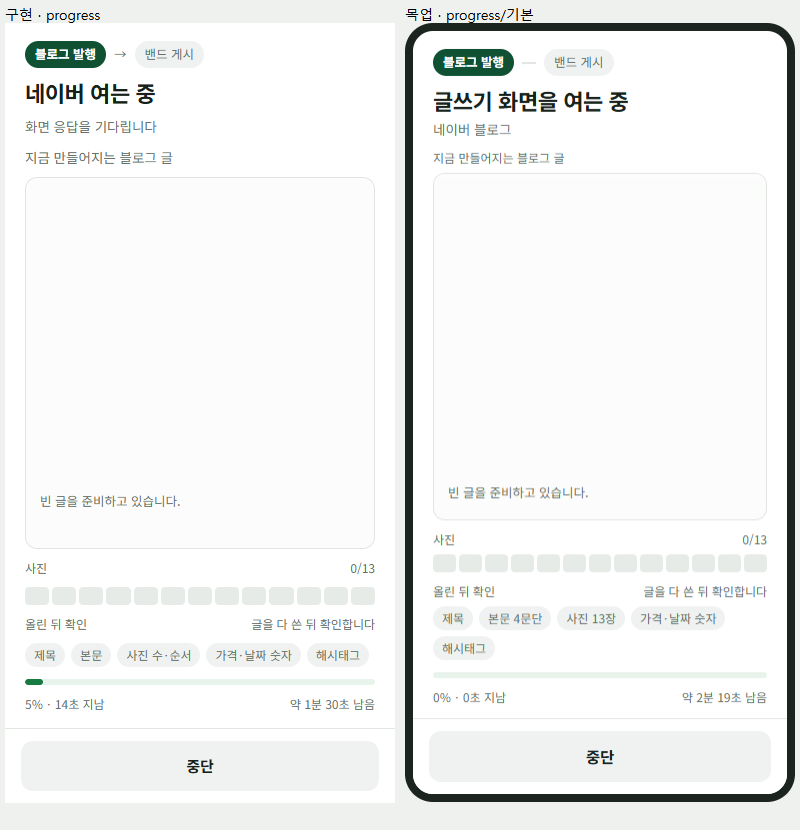 구현 · progress
블로그 발행 → 밴드 게시
네이버 여는 중
화면 응답을 기다립니다
지금 만들어지는 블로그 글
빈 글을 준비하고 있습니다.
사진 0/13
올린 뒤 확인 글을 다 쓴 뒤 확인합니다
제목 본문 사진 수·순서 가격·날짜 숫자 해시태그
5% · 14초 지남 약 1분 30초 남음
중단
목업 · progress/기본
블로그 발행 — 밴드 게시
글쓰기 화면을 여는 중
네이버 블로그
지금 만들어지는 블로그 글
빈 글을 준비하고 있습니다.
사진 0/13
올린 뒤 확인 글을 다 쓴 뒤 확인합니다
제목 본문 4문단 사진 13장 가격·날짜 숫자
해시태그
0% · 0초 지남 약 2분 19초 남음
중단